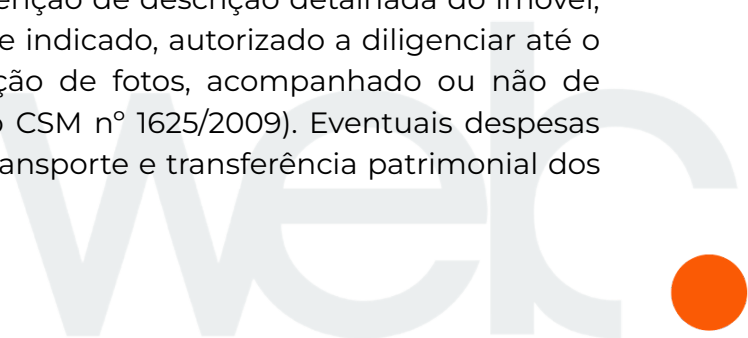 de descrição detalhada do imóvel,
e indicado, autorizado a diligenciar até o
ção de fotos, acompanhado ou não de
CSM nº 1625/2009). Eventuais despesas
ansporte e transferência patrimonial dos
web.